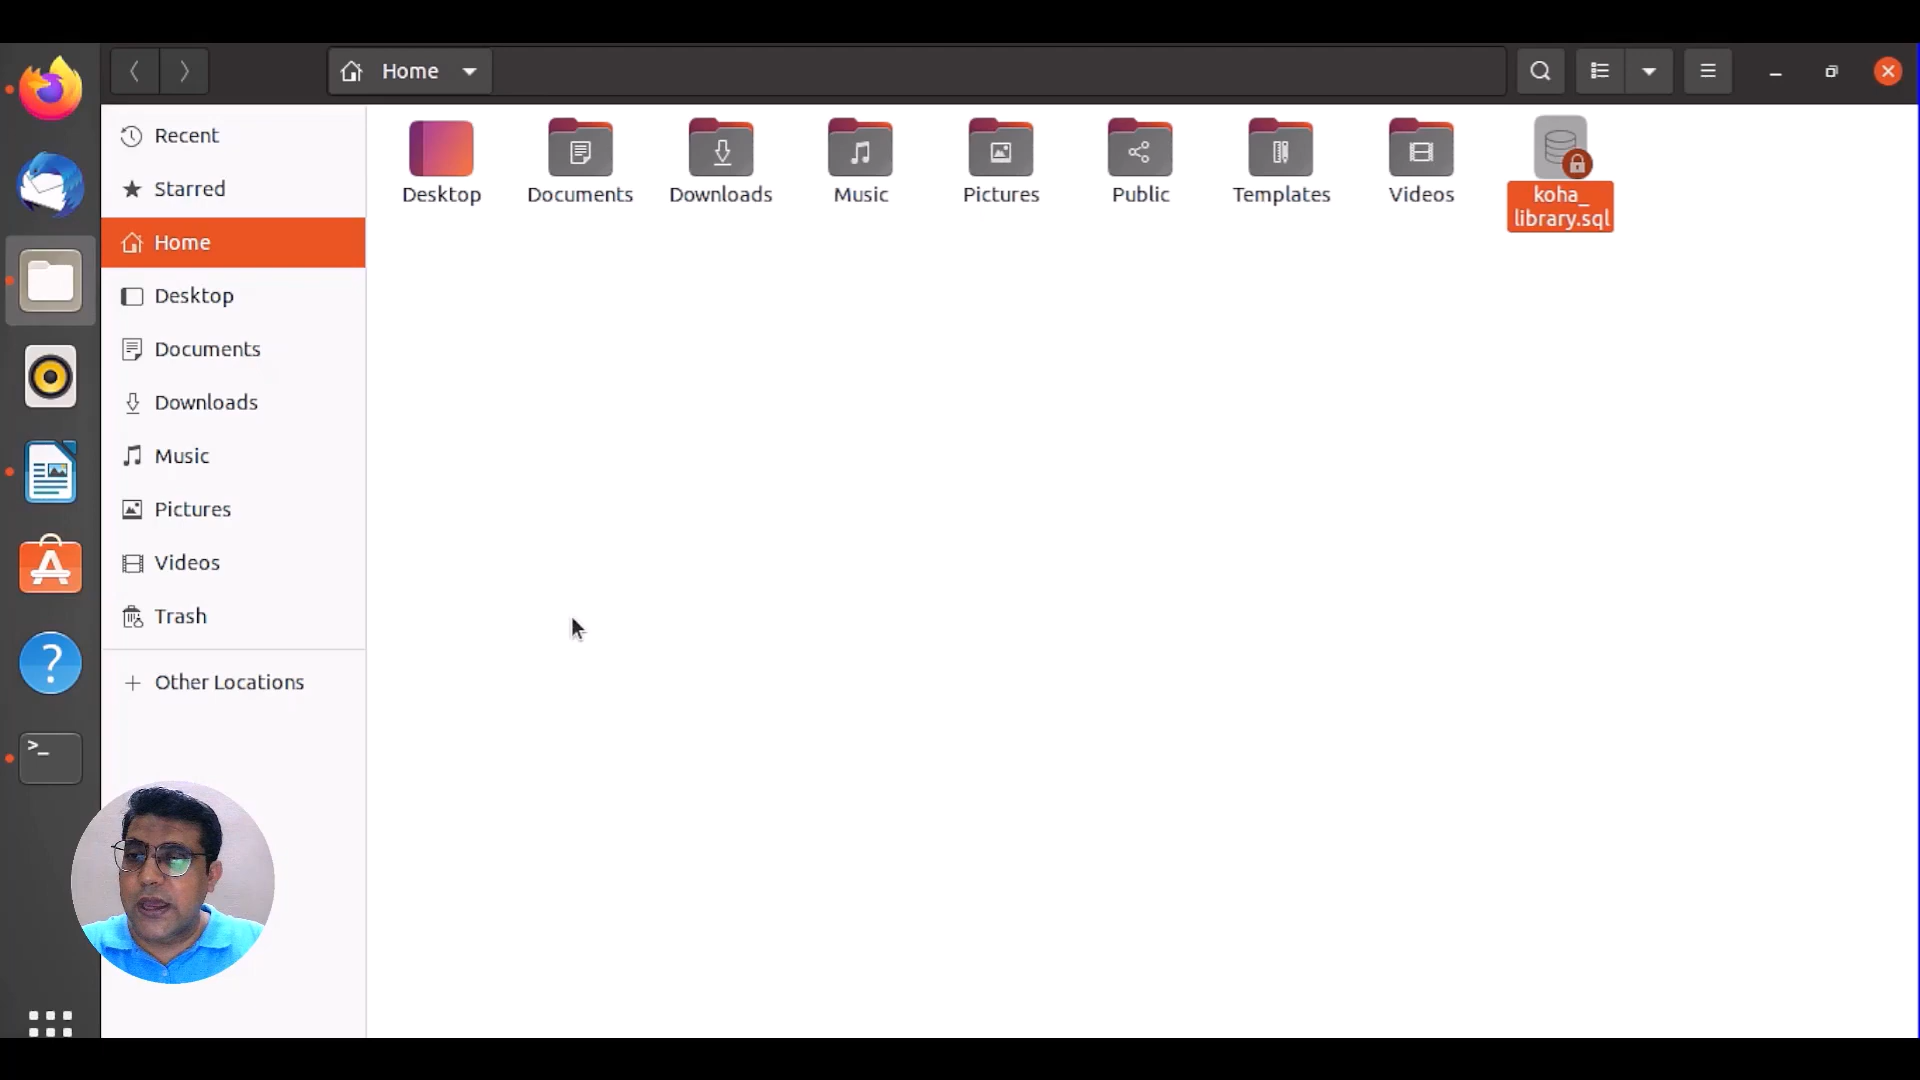 Home
Recent
Starred
Home
Desktop
Documents
Downloads
Music
Pictures
Videos
Trash
Other Locations
Desktop
Documents
Downloads
Music
Pictures
Public
Templates
Videos
koha_
library.sql